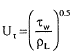 U_τ = (τ_w / ρ_L)^0.5